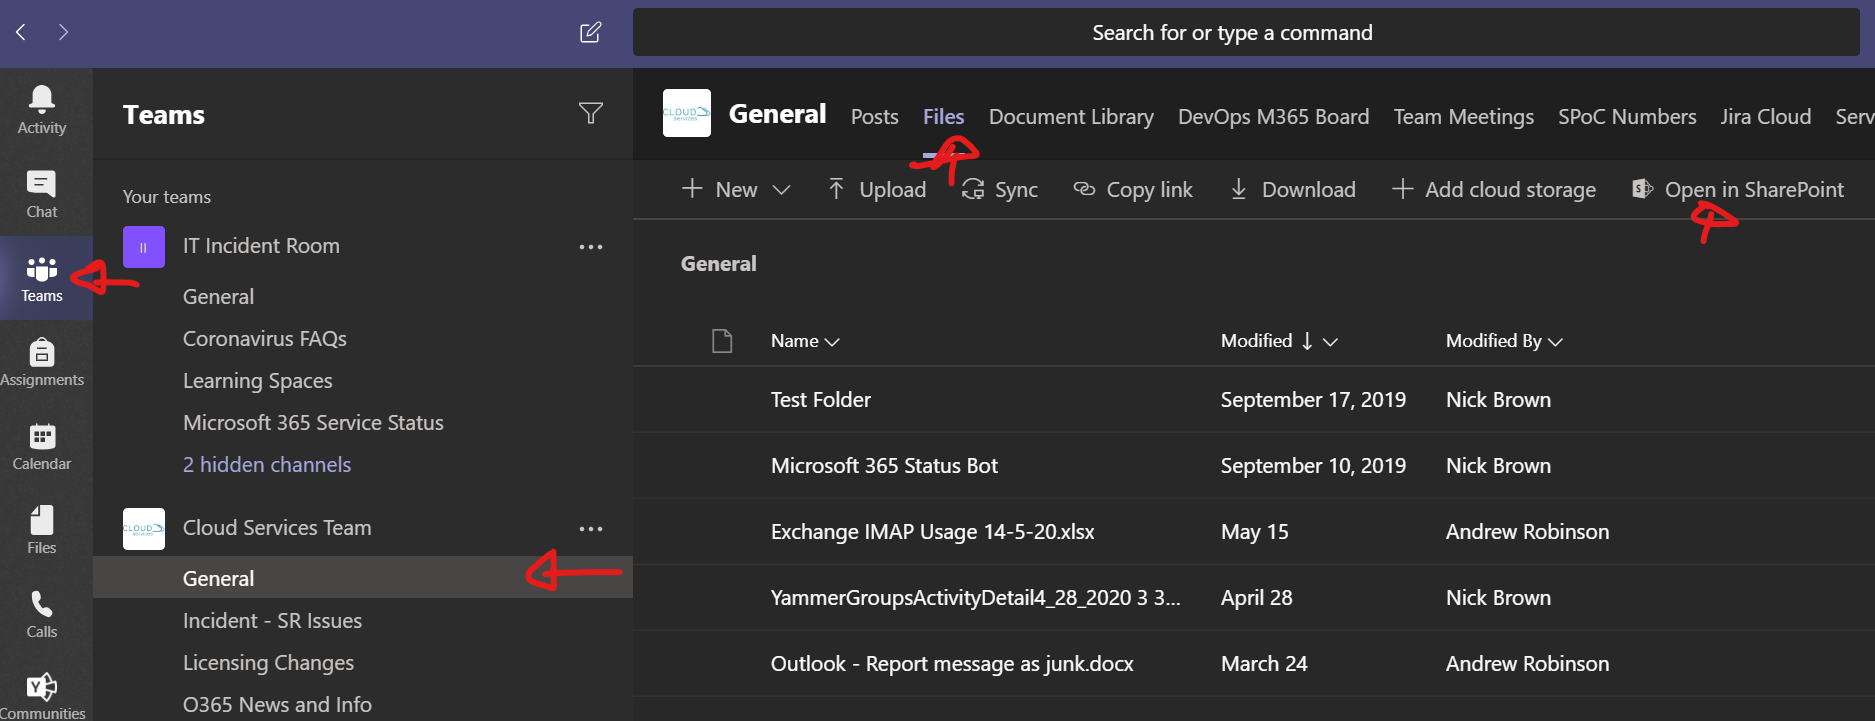 Search for or type a command
Activity
Chat
Teams
Assignments
Calendar
Files
Calls
Communities
Teams
Your teams
II
IT Incident Room
General
Coronavirus FAQs
Learning Spaces
Microsoft 365 Service Status
2 hidden channels
CLOUD
services
Cloud Services Team
General
Incident - SR Issues
Licensing Changes
O365 News and Info
CLOUD
services
General Posts Files Document Library DevOps M365 Board Team Meetings SPoC Numbers Jira Cloud Serv
New Upload Sync Copy link Download Add cloud storage Open in SharePoint
General
Name Modified Modified By
Test Folder September 17, 2019 Nick Brown
Microsoft 365 Status Bot September 10, 2019 Nick Brown
Exchange IMAP Usage 14-5-20.xlsx May 15 Andrew Robinson
YammerGroupsActivityDetail4_28_2020 3 3... April 28 Nick Brown
Outlook - Report message as junk.docx March 24 Andrew Robinson